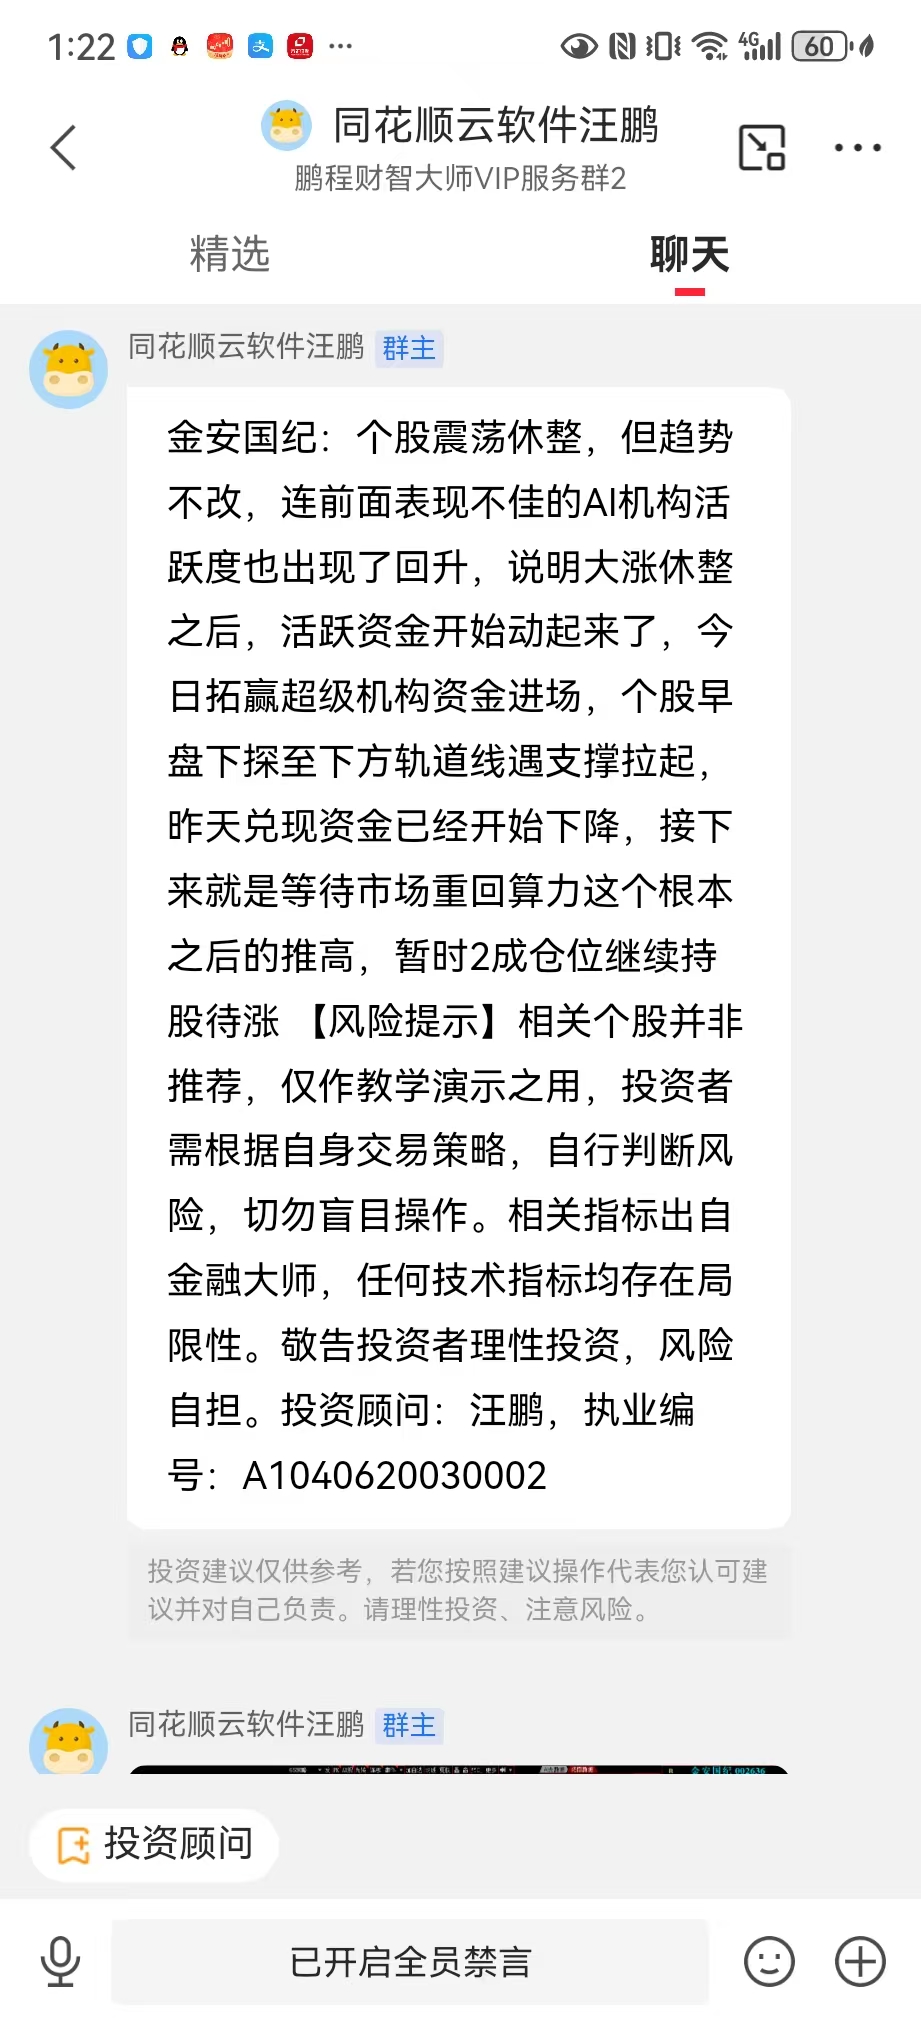 1:22
4G
60
同花顺云软件汪鹏
鹏程财智大师VIP服务群2
精选
聊天
同花顺云软件汪鹏 群主
金安国纪：个股震荡休整，但趋势
不改，连前面表现不佳的AI机构活
跃度也出现了回升，说明大涨休整
之后，活跃资金开始动起来了，今
日拓赢超级机构资金进场，个股早
盘下探至下方轨道线遇支撑拉起，
昨天兑现资金已经开始下降，接下
来就是等待市场重回算力这个根本
之后的推高，暂时2成仓位继续持
股待涨 【风险提示】相关个股并非
推荐，仅作教学演示之用，投资者
需根据自身交易策略，自行判断风
险，切勿盲目操作。相关指标出自
金融大师，任何技术指标均存在局
限性。敬告投资者理性投资，风险
自担。投资顾问：汪鹏，执业编
号：A1040620030002
投资建议仅供参考，若您按照建议操作代表您认可建
议并对自己负责。请理性投资、注意风险。
同花顺云软件汪鹏 群主
金安国纪 002636
投资顾问
已开启全员禁言